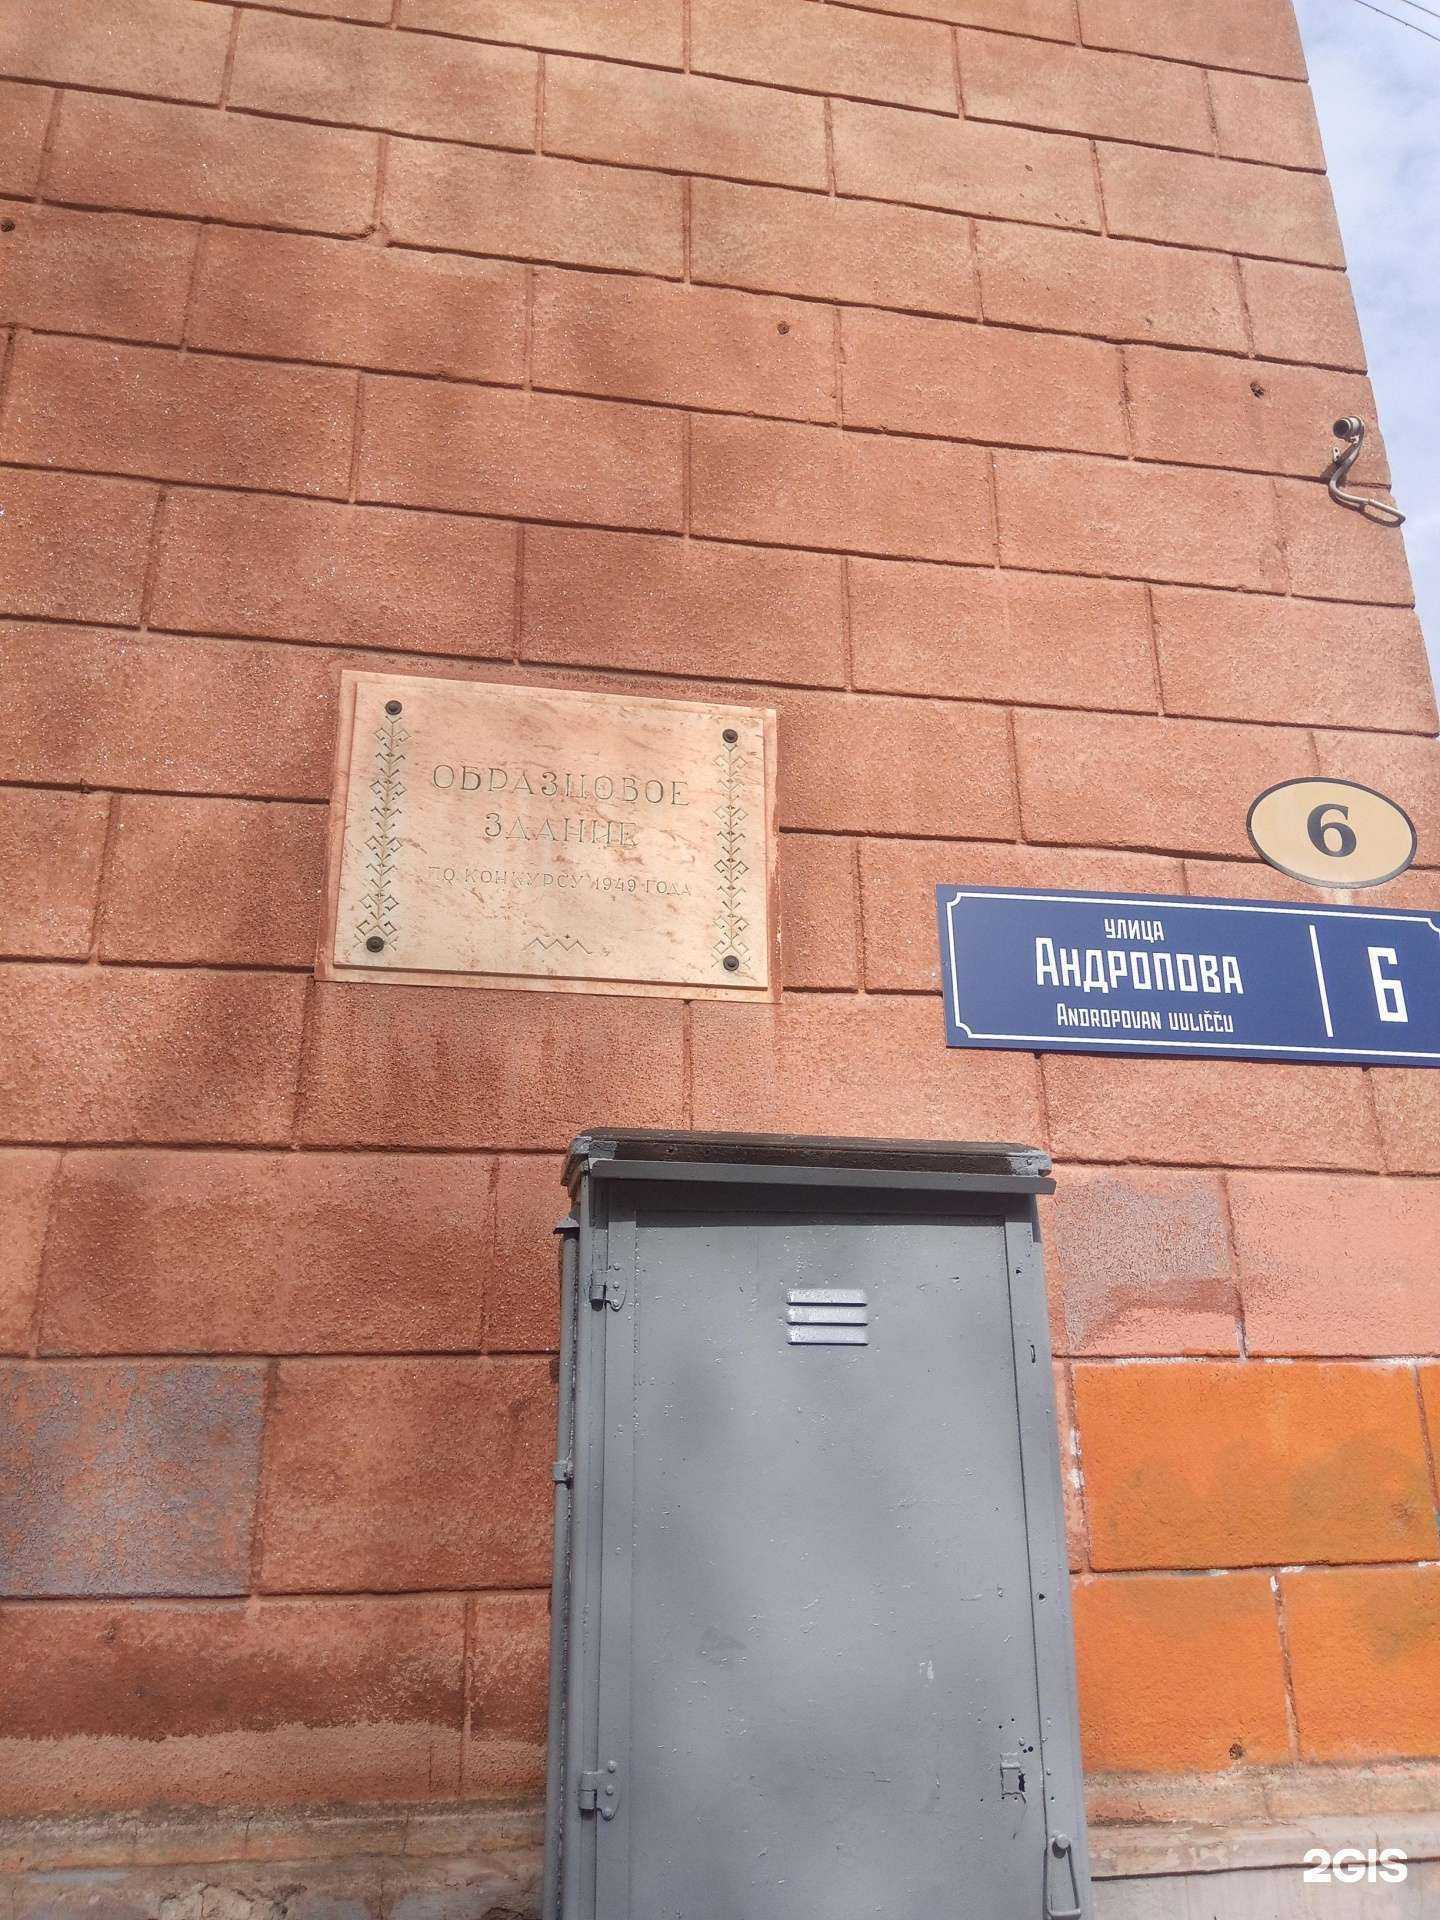 ОБРАЗЦОВОЕ
ЗДАНИЕ
ПО КОНКУРСУ 1949 ГОДА
6
УЛИЦА
АНДРОПОВА
ANDROPOVAN UULIČČU
6
2GIS